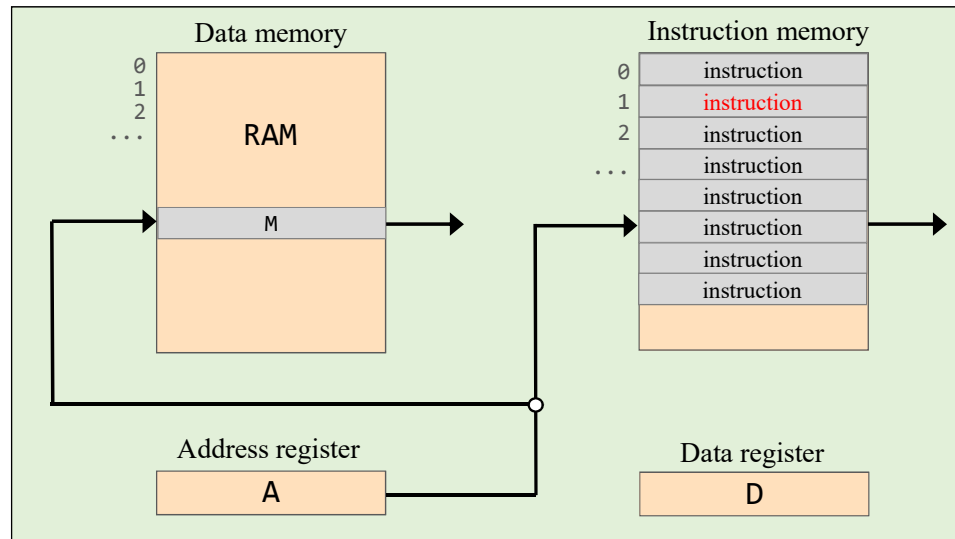 Data memory
0
1
2
...
RAM
M
Instruction memory
0
1
2
...
instruction
instruction
instruction
instruction
instruction
instruction
instruction
instruction
Address register
A
Data register
D